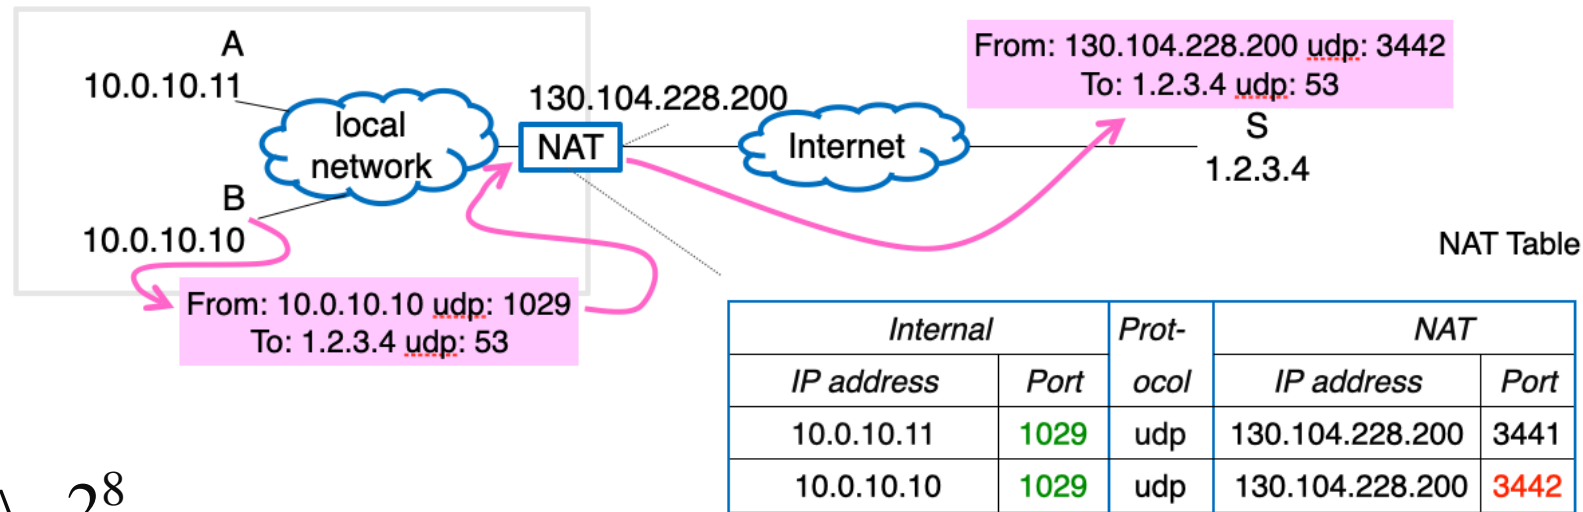 A
10.0.10.11
local
network
B
10.0.10.10
130.104.228.200
NAT
Internet
From: 130.104.228.200 udp: 3442
To: 1.2.3.4 udp: 53
S
1.2.3.4
From: 10.0.10.10 udp: 1029
To: 1.2.3.4 udp: 53
NAT Table
Internal Prot- NAT
IP address Port ocol IP address Port
10.0.10.11 1029 udp 130.104.228.200 3441
10.0.10.10 1029 udp 130.104.228.200 3442
2⁸